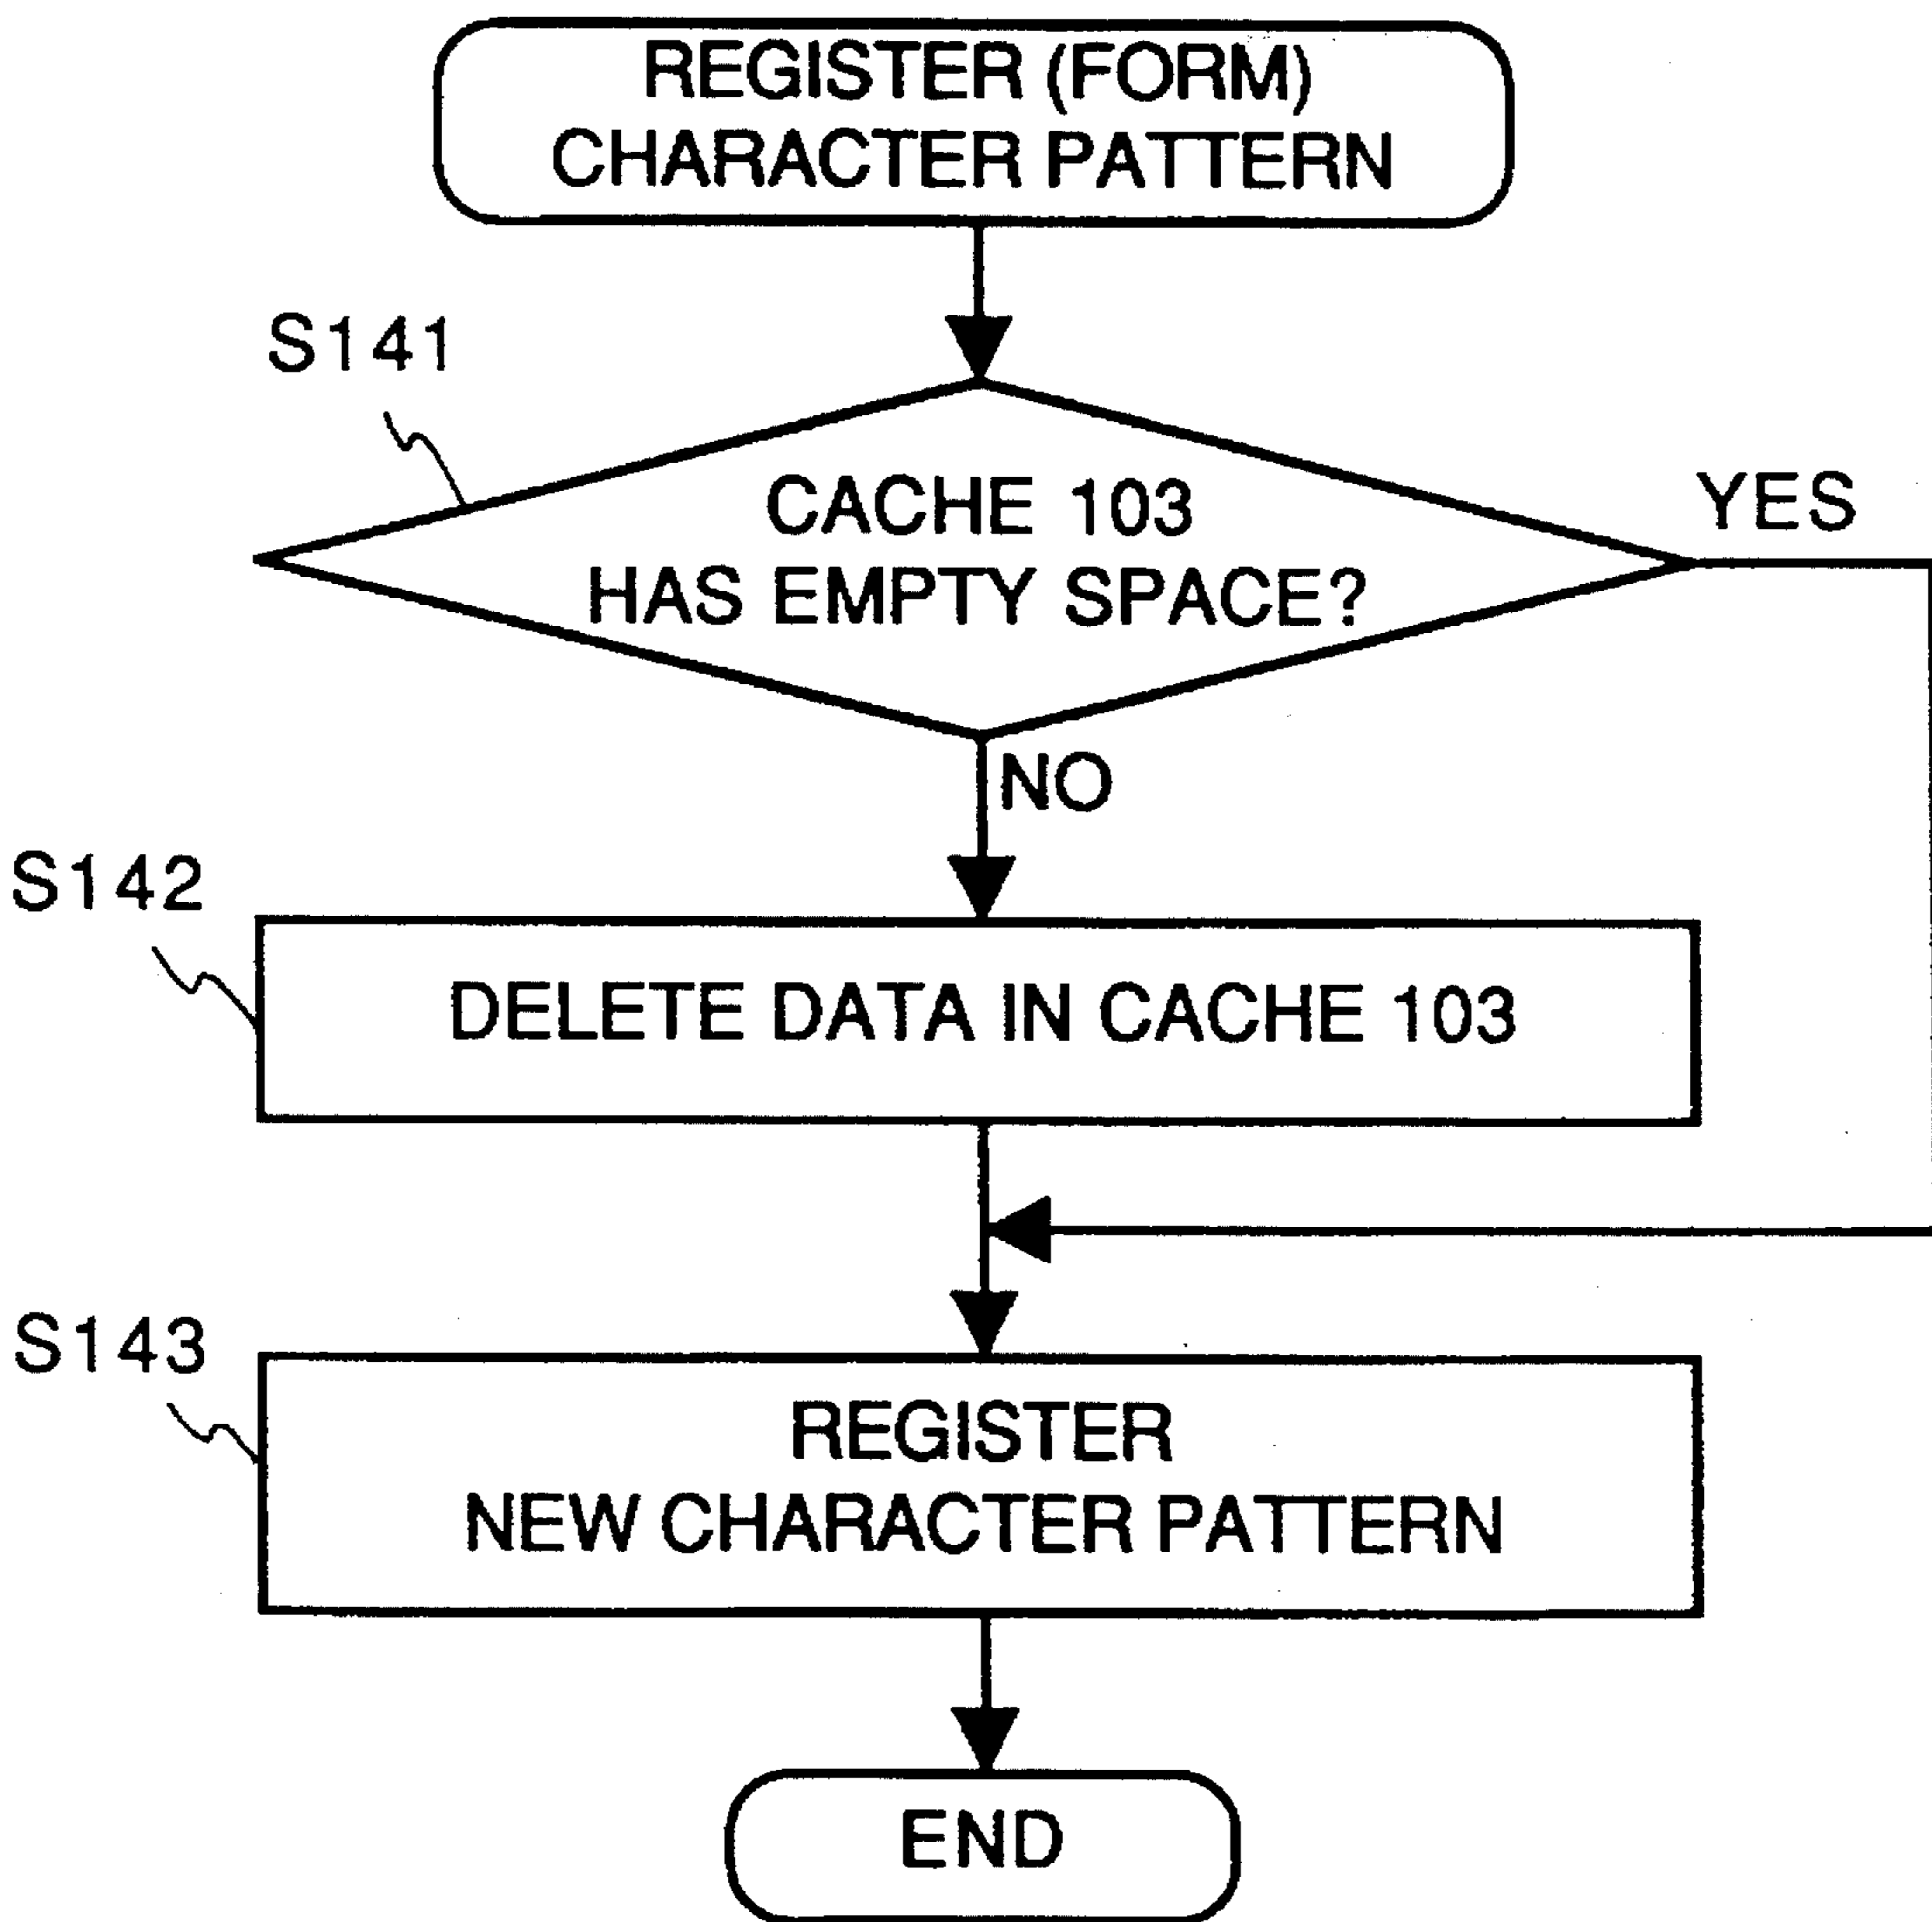 REGISTER (FORM)
CHARACTER PATTERN
S141
CACHE 103
HAS EMPTY SPACE?
YES
NO
S142
DELETE DATA IN CACHE 103
S143
REGISTER
NEW CHARACTER PATTERN
END